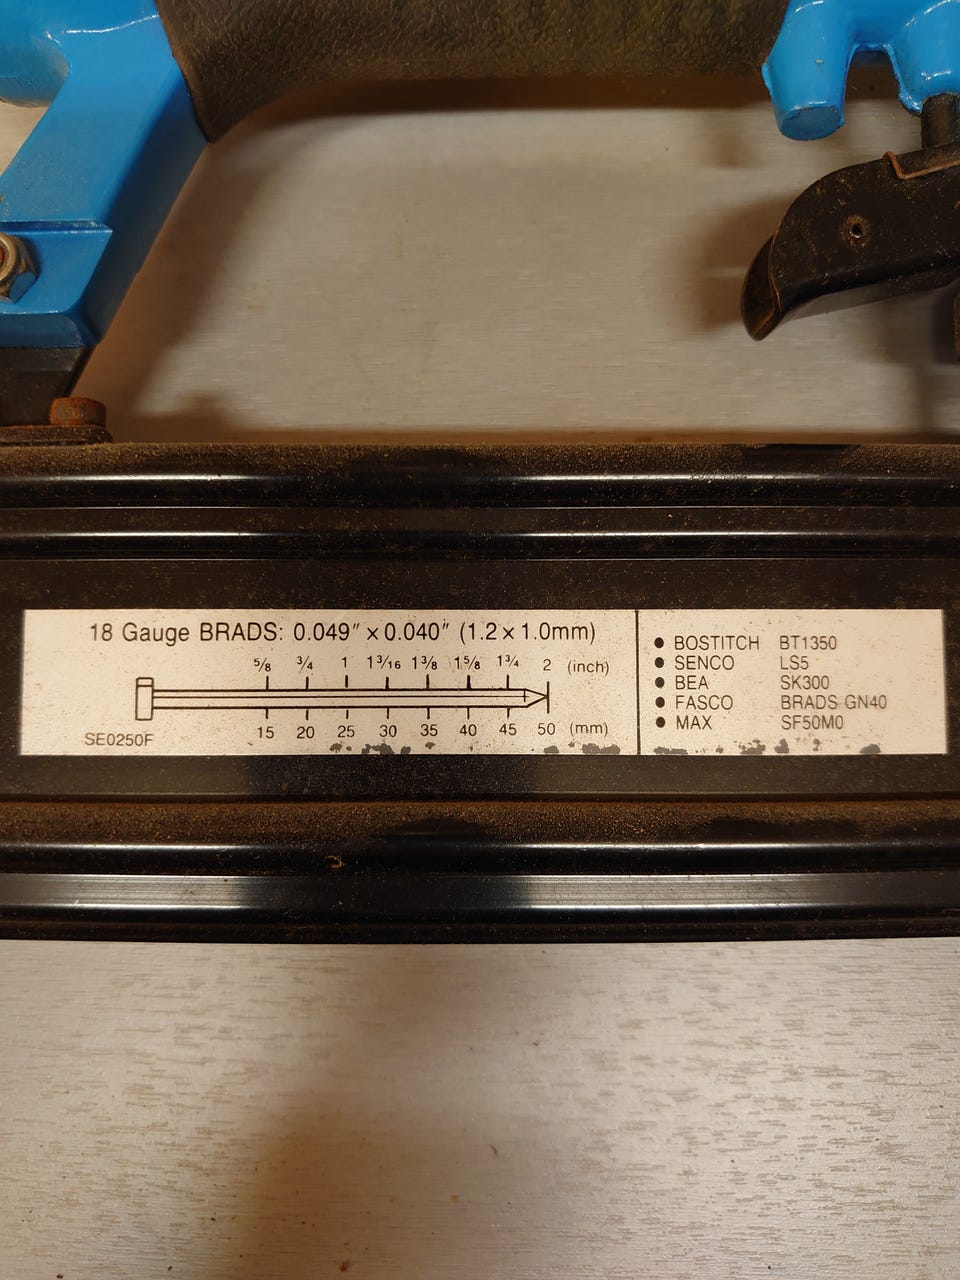 18 Gauge BRADS: 0.049" × 0.040" (1.2 × 1.0mm)
5/8 3/4 1 1 3/16 1 3/8 1 5/8 1 3/4 2 (inch)
15 20 25 30 35 40 45 50 (mm)
SE0250F
● BOSTITCH BT1350
● SENCO LS5
● BEA SK300
● FASCO BRADS GN40
● MAX SF50M0